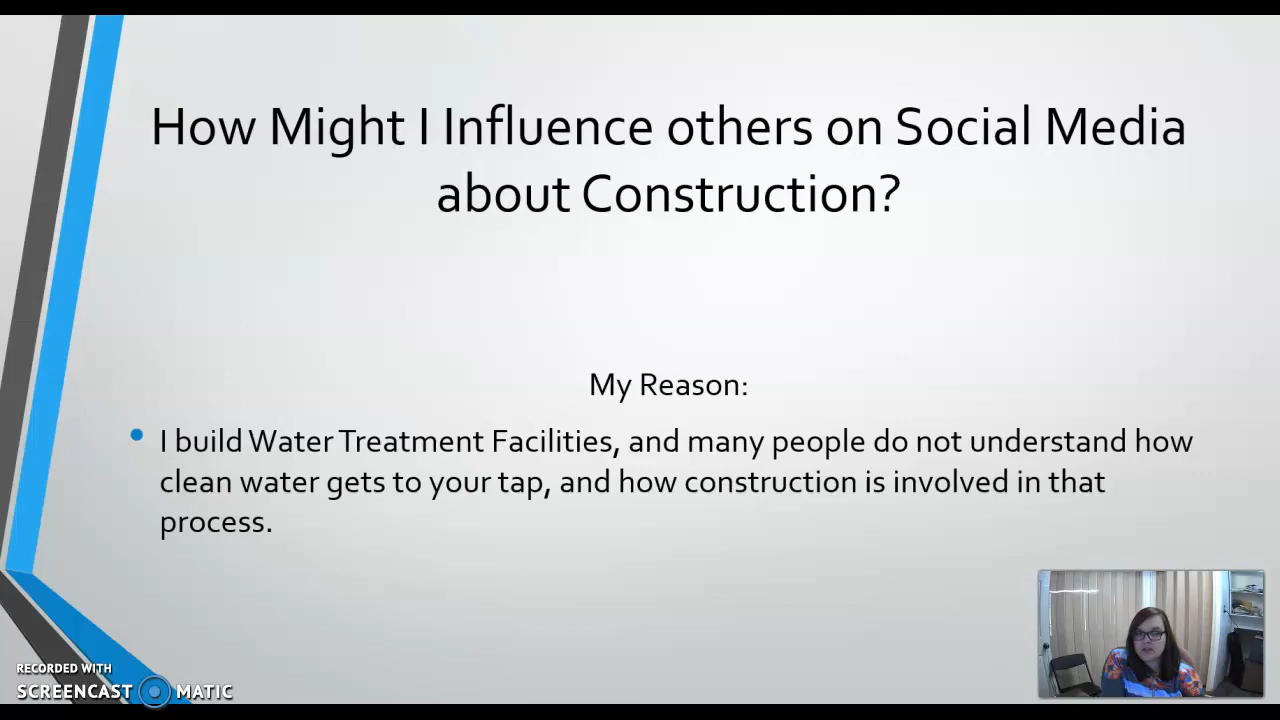 How Might I Influence others on Social Media
about Construction?
My Reason:
I build Water Treatment Facilities, and many people do not understand how
clean water gets to your tap, and how construction is involved in that
process.
RECORDED WITH
SCREENCAST MATIC